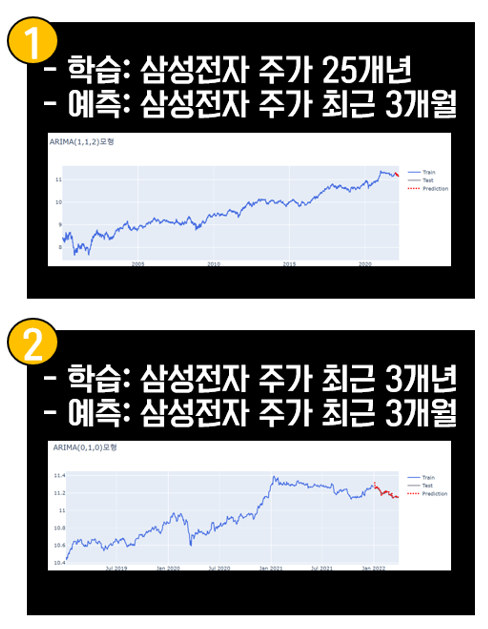 1
- 학습: 삼성전자 주가 25개년
- 예측: 삼성전자 주가 최근 3개월
ARIMA(1,1,2)모형
11
10
9
8
2005 2010 2015 2020
Train
Test
Prediction
2
- 학습: 삼성전자 주가 최근 3개년
- 예측: 삼성전자 주가 최근 3개월
ARIMA(0,1,0)모형
11.4
11.2
11
10.8
10.6
10.4
Jul 2019 Jan 2020 Jul 2020 Jan 2021 Jul 2021 Jan 2022
Train
Test
Prediction